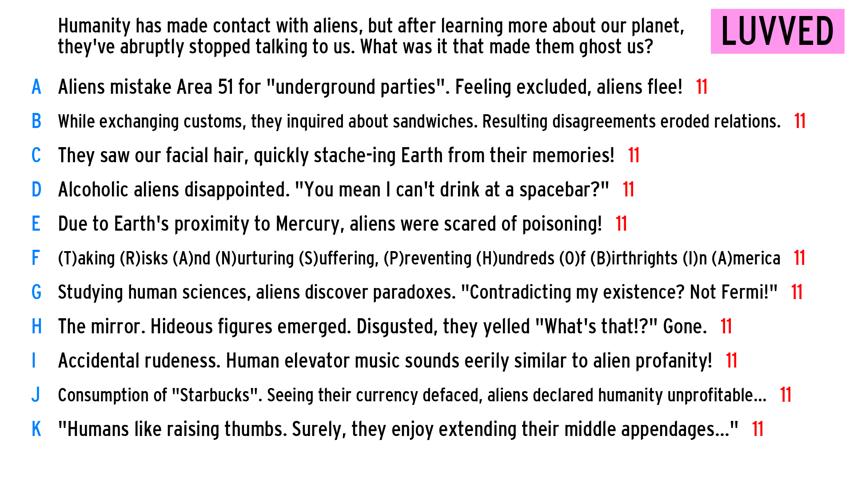 Humanity has made contact with aliens, but after learning more about our planet,
they've abruptly stopped talking to us. What was it that made them ghost us?
LUVVED
A Aliens mistake Area 51 for "underground parties". Feeling excluded, aliens flee! 11
B While exchanging customs, they inquired about sandwiches. Resulting disagreements eroded relations. 11
C They saw our facial hair, quickly stache-ing Earth from their memories! 11
D Alcoholic aliens disappointed. "You mean I can't drink at a spacebar?" 11
E Due to Earth's proximity to Mercury, aliens were scared of poisoning! 11
F (T)aking (R)isks (A)nd (N)urturing (S)uffering, (P)reventing (H)undreds (O)f (B)irthrights (I)n (A)merica 11
G Studying human sciences, aliens discover paradoxes. "Contradicting my existence? Not Fermi!" 11
H The mirror. Hideous figures emerged. Disgusted, they yelled "What's that!?" Gone. 11
I Accidental rudeness. Human elevator music sounds eerily similar to alien profanity! 11
J Consumption of "Starbucks". Seeing their currency defaced, aliens declared humanity unprofitable... 11
K "Humans like raising thumbs. Surely, they enjoy extending their middle appendages..." 11